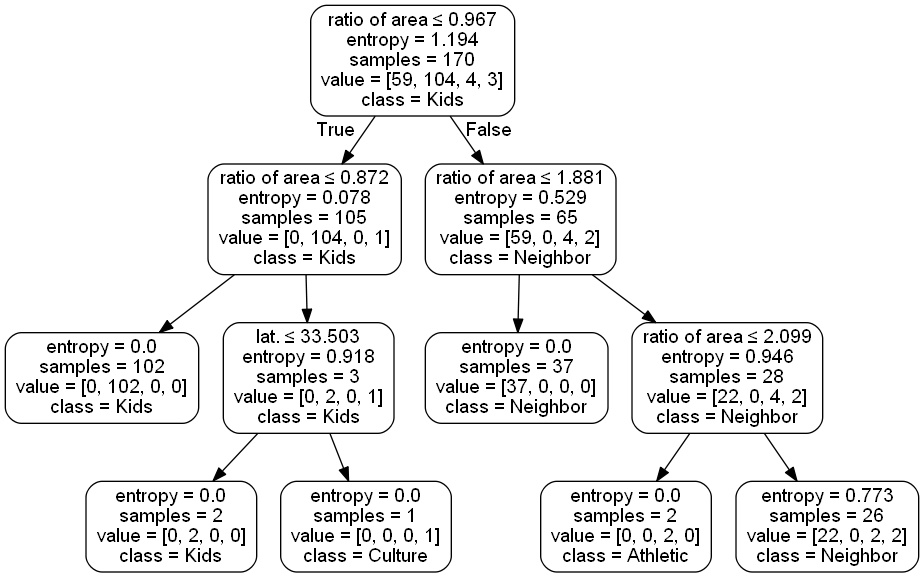 ratio of area ≤ 0.967
entropy = 1.194
samples = 170
value = [59, 104, 4, 3]
class = Kids
True
False
ratio of area ≤ 0.872
entropy = 0.078
samples = 105
value = [0, 104, 0, 1]
class = Kids
ratio of area ≤ 1.881
entropy = 0.529
samples = 65
value = [59, 0, 4, 2]
class = Neighbor
entropy = 0.0
samples = 102
value = [0, 102, 0, 0]
class = Kids
lat. ≤ 33.503
entropy = 0.918
samples = 3
value = [0, 2, 0, 1]
class = Kids
entropy = 0.0
samples = 37
value = [37, 0, 0, 0]
class = Neighbor
ratio of area ≤ 2.099
entropy = 0.946
samples = 28
value = [22, 0, 4, 2]
class = Neighbor
entropy = 0.0
samples = 2
value = [0, 2, 0, 0]
class = Kids
entropy = 0.0
samples = 1
value = [0, 0, 0, 1]
class = Culture
entropy = 0.0
samples = 2
value = [0, 0, 2, 0]
class = Athletic
entropy = 0.773
samples = 26
value = [22, 0, 2, 2]
class = Neighbor